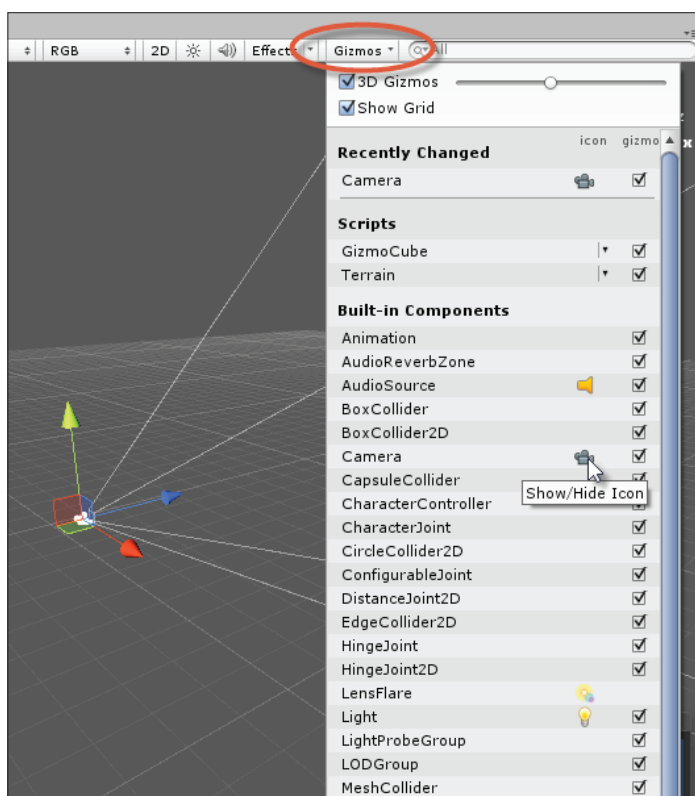 RGB 2D Effects Gizmos All
3D Gizmos
Show Grid
icon gizmo
Recently Changed
Camera
Scripts
GizmoCube
Terrain
Built-in Components
Animation
AudioReverbZone
AudioSource
BoxCollider
BoxCollider2D
Camera
CapsuleCollider
Show/Hide Icon
CharacterController
CharacterJoint
CircleCollider2D
ConfigurableJoint
DistanceJoint2D
EdgeCollider2D
HingeJoint
HingeJoint2D
LensFlare
Light
LightProbeGroup
LODGroup
MeshCollider